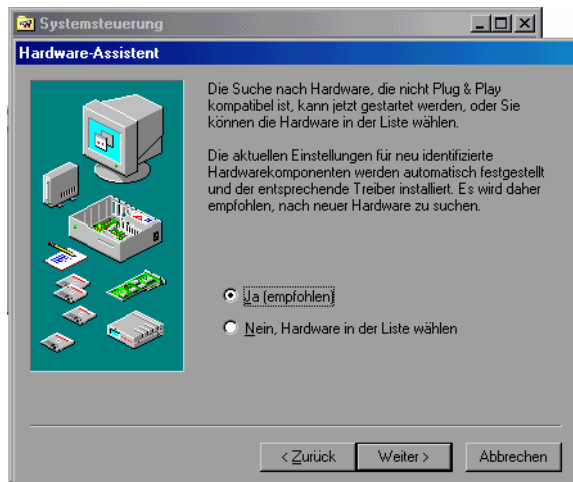 Systemsteuerung
Hardware-Assistent
Die Suche nach Hardware, die nicht Plug & Play
kompatibel ist, kann jetzt gestartet werden, oder Sie
können die Hardware in der Liste wählen.
Die aktuellen Einstellungen für neu identifizierte
Hardwarekomponenten werden automatisch festgestellt
und der entsprechende Treiber installiert. Es wird daher
empfohlen, nach neuer Hardware zu suchen.
Ja (empfohlen)
Nein, Hardware in der Liste wählen
< Zurück Weiter > Abbrechen